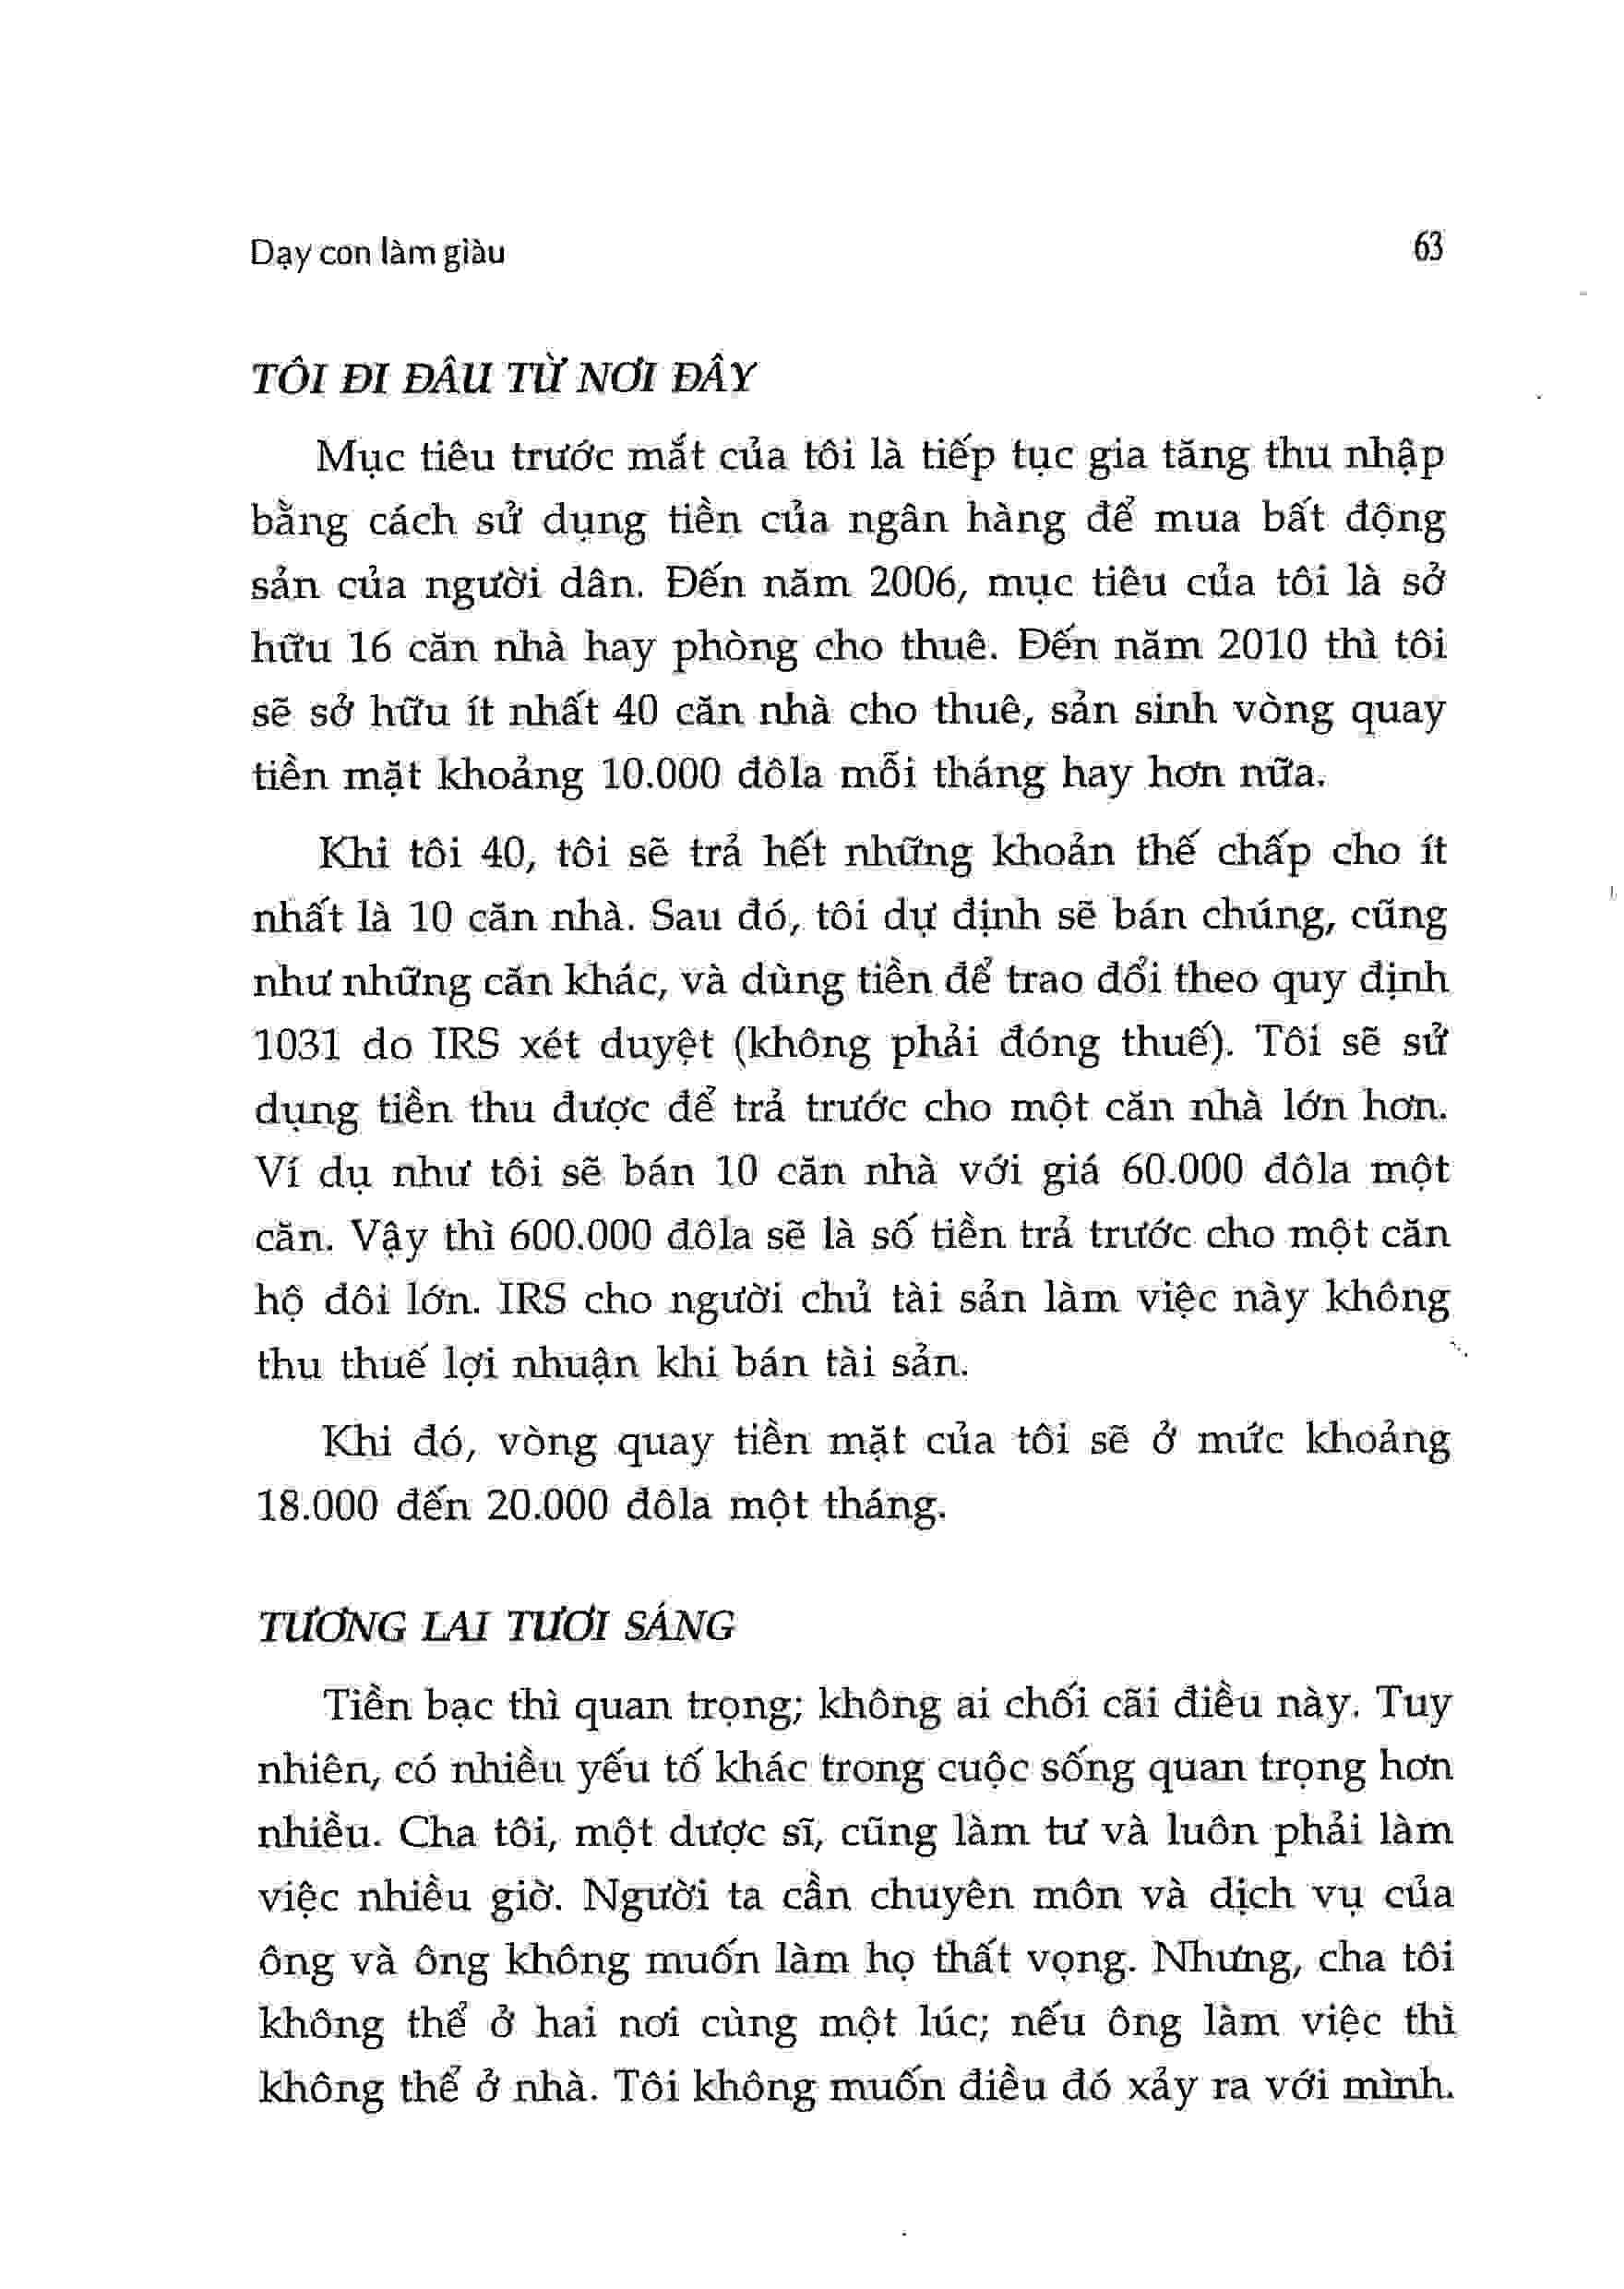 Dạy con làm giàu 63
TÔI ĐI ĐÂU TỪ NƠI ĐÂY
Mục tiêu trước mắt của tôi là tiếp tục gia tăng thu nhập
bằng cách sử dụng tiền của ngân hàng để mua bất động
sản của người dân. Đến năm 2006, mục tiêu của tôi là sở
hữu 16 căn nhà hay phòng cho thuê. Đến năm 2010 thì tôi
sẽ sở hữu ít nhất 40 căn nhà cho thuê, sản sinh vòng quay
tiền mặt khoảng 10.000 đôla mỗi tháng hay hơn nữa.
Khi tôi 40, tôi sẽ trả hết những khoản thế chấp cho ít
nhất là 10 căn nhà. Sau đó, tôi dự định sẽ bán chúng, cũng
như những căn khác, và dùng tiền để trao đổi theo quy định
1031 do IRS xét duyệt (không phải đóng thuế). Tôi sẽ sử
dụng tiền thu được để trả trước cho một căn nhà lớn hơn.
Ví dụ như tôi sẽ bán 10 căn nhà với giá 60.000 đôla một
căn. Vậy thì 600.000 đôla sẽ là số tiền trả trước cho một căn
hộ đôi lớn. IRS cho người chủ tài sản làm việc này không
thu thuế lợi nhuận khi bán tài sản.
Khi đó, vòng quay tiền mặt của tôi sẽ ở mức khoảng
18.000 đến 20.000 đôla một tháng.
TƯƠNG LAI TƯƠI SÁNG
Tiền bạc thì quan trọng; không ai chối cãi điều này. Tuy
nhiên, có nhiều yếu tố khác trong cuộc sống quan trọng hơn
nhiều. Cha tôi, một dược sĩ, cũng làm tư và luôn phải làm
việc nhiều giờ. Người ta cần chuyên môn và dịch vụ của
ông và ông không muốn làm họ thất vọng. Nhưng, cha tôi
không thể ở hai nơi cùng một lúc; nếu ông làm việc thì
không thể ở nhà. Tôi không muốn điều đó xảy ra với mình.